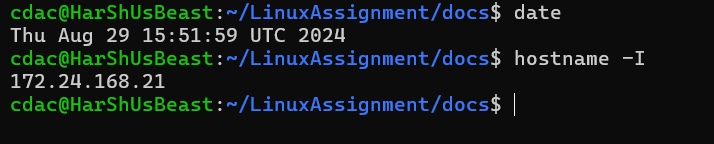 cdac@HarShUsBeast:~/LinuxAssignment/docs$ date
Thu Aug 29 15:51:59 UTC 2024
cdac@HarShUsBeast:~/LinuxAssignment/docs$ hostname -I
172.24.168.21
cdac@HarShUsBeast:~/LinuxAssignment/docs$